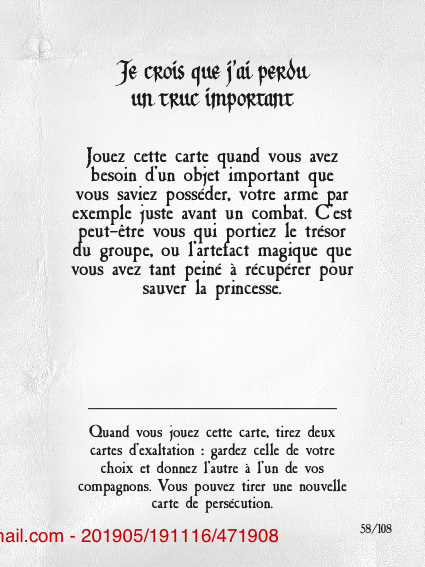 Je crois que j'ai perdu
un truc important
Jouez cette carte quand vous avez
besoin d'un objet important que
vous saviez posséder, votre arme par
exemple juste avant un combat. C'est
peut-être vous qui portiez le trésor
du groupe, ou l'artefact magique que
vous avez tant peiné à récupérer pour
sauver la princesse.
Quand vous jouez cette carte, tirez deux
cartes d'exaltation : gardez celle de votre
choix et donnez l'autre à l'un de vos
compagnons. Vous pouvez tirer une nouvelle
carte de persécution.
58/108
ail.com - 201905/191116/471908